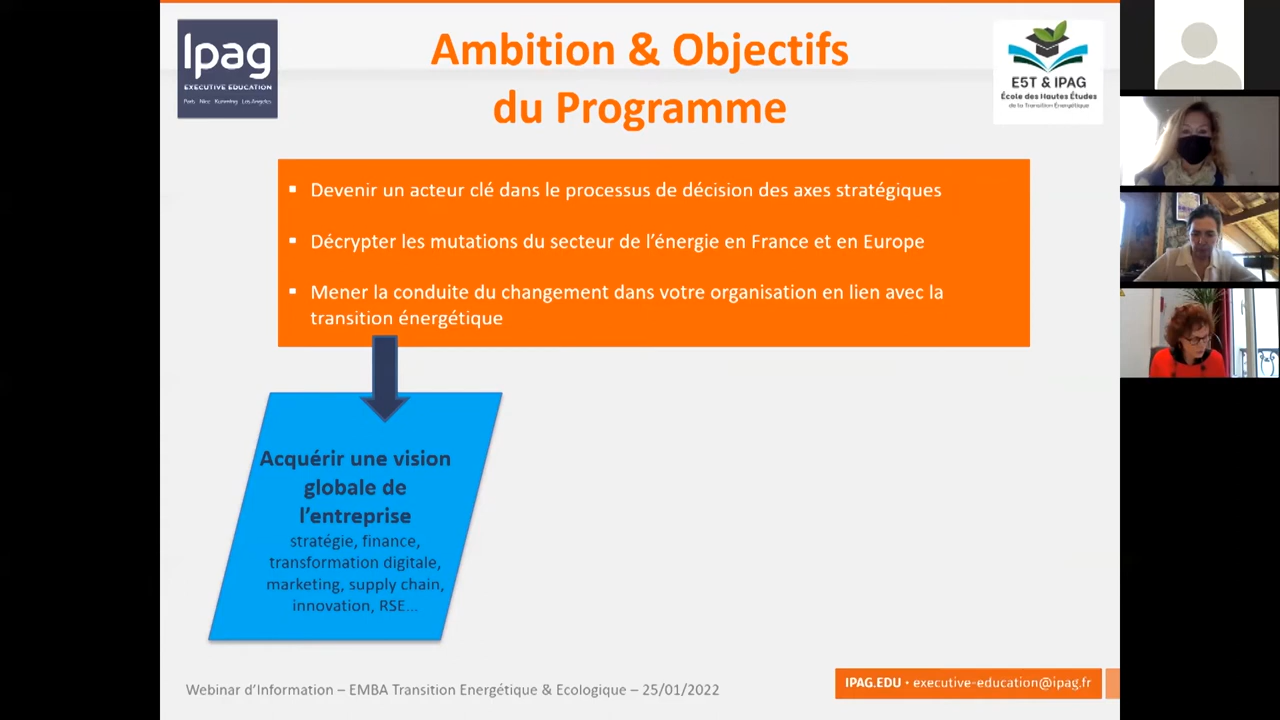 Ipag
EXECUTIVE EDUCATION
Paris · Nice · Kunming · Los Angeles
Ambition & Objectifs
du Programme
E5T & IPAG
École des Hautes Études
de la Transition Énergétique
▪ Devenir un acteur clé dans le processus de décision des axes stratégiques
▪ Décrypter les mutations du secteur de l’énergie en France et en Europe
▪ Mener la conduite du changement dans votre organisation en lien avec la
transition énergétique
Acquérir une vision
globale de
l’entreprise
stratégie, finance,
transformation digitale,
marketing, supply chain,
innovation, RSE...
Webinar d’Information – EMBA Transition Energétique & Ecologique – 25/01/2022
IPAG.EDU • executive-education@ipag.fr